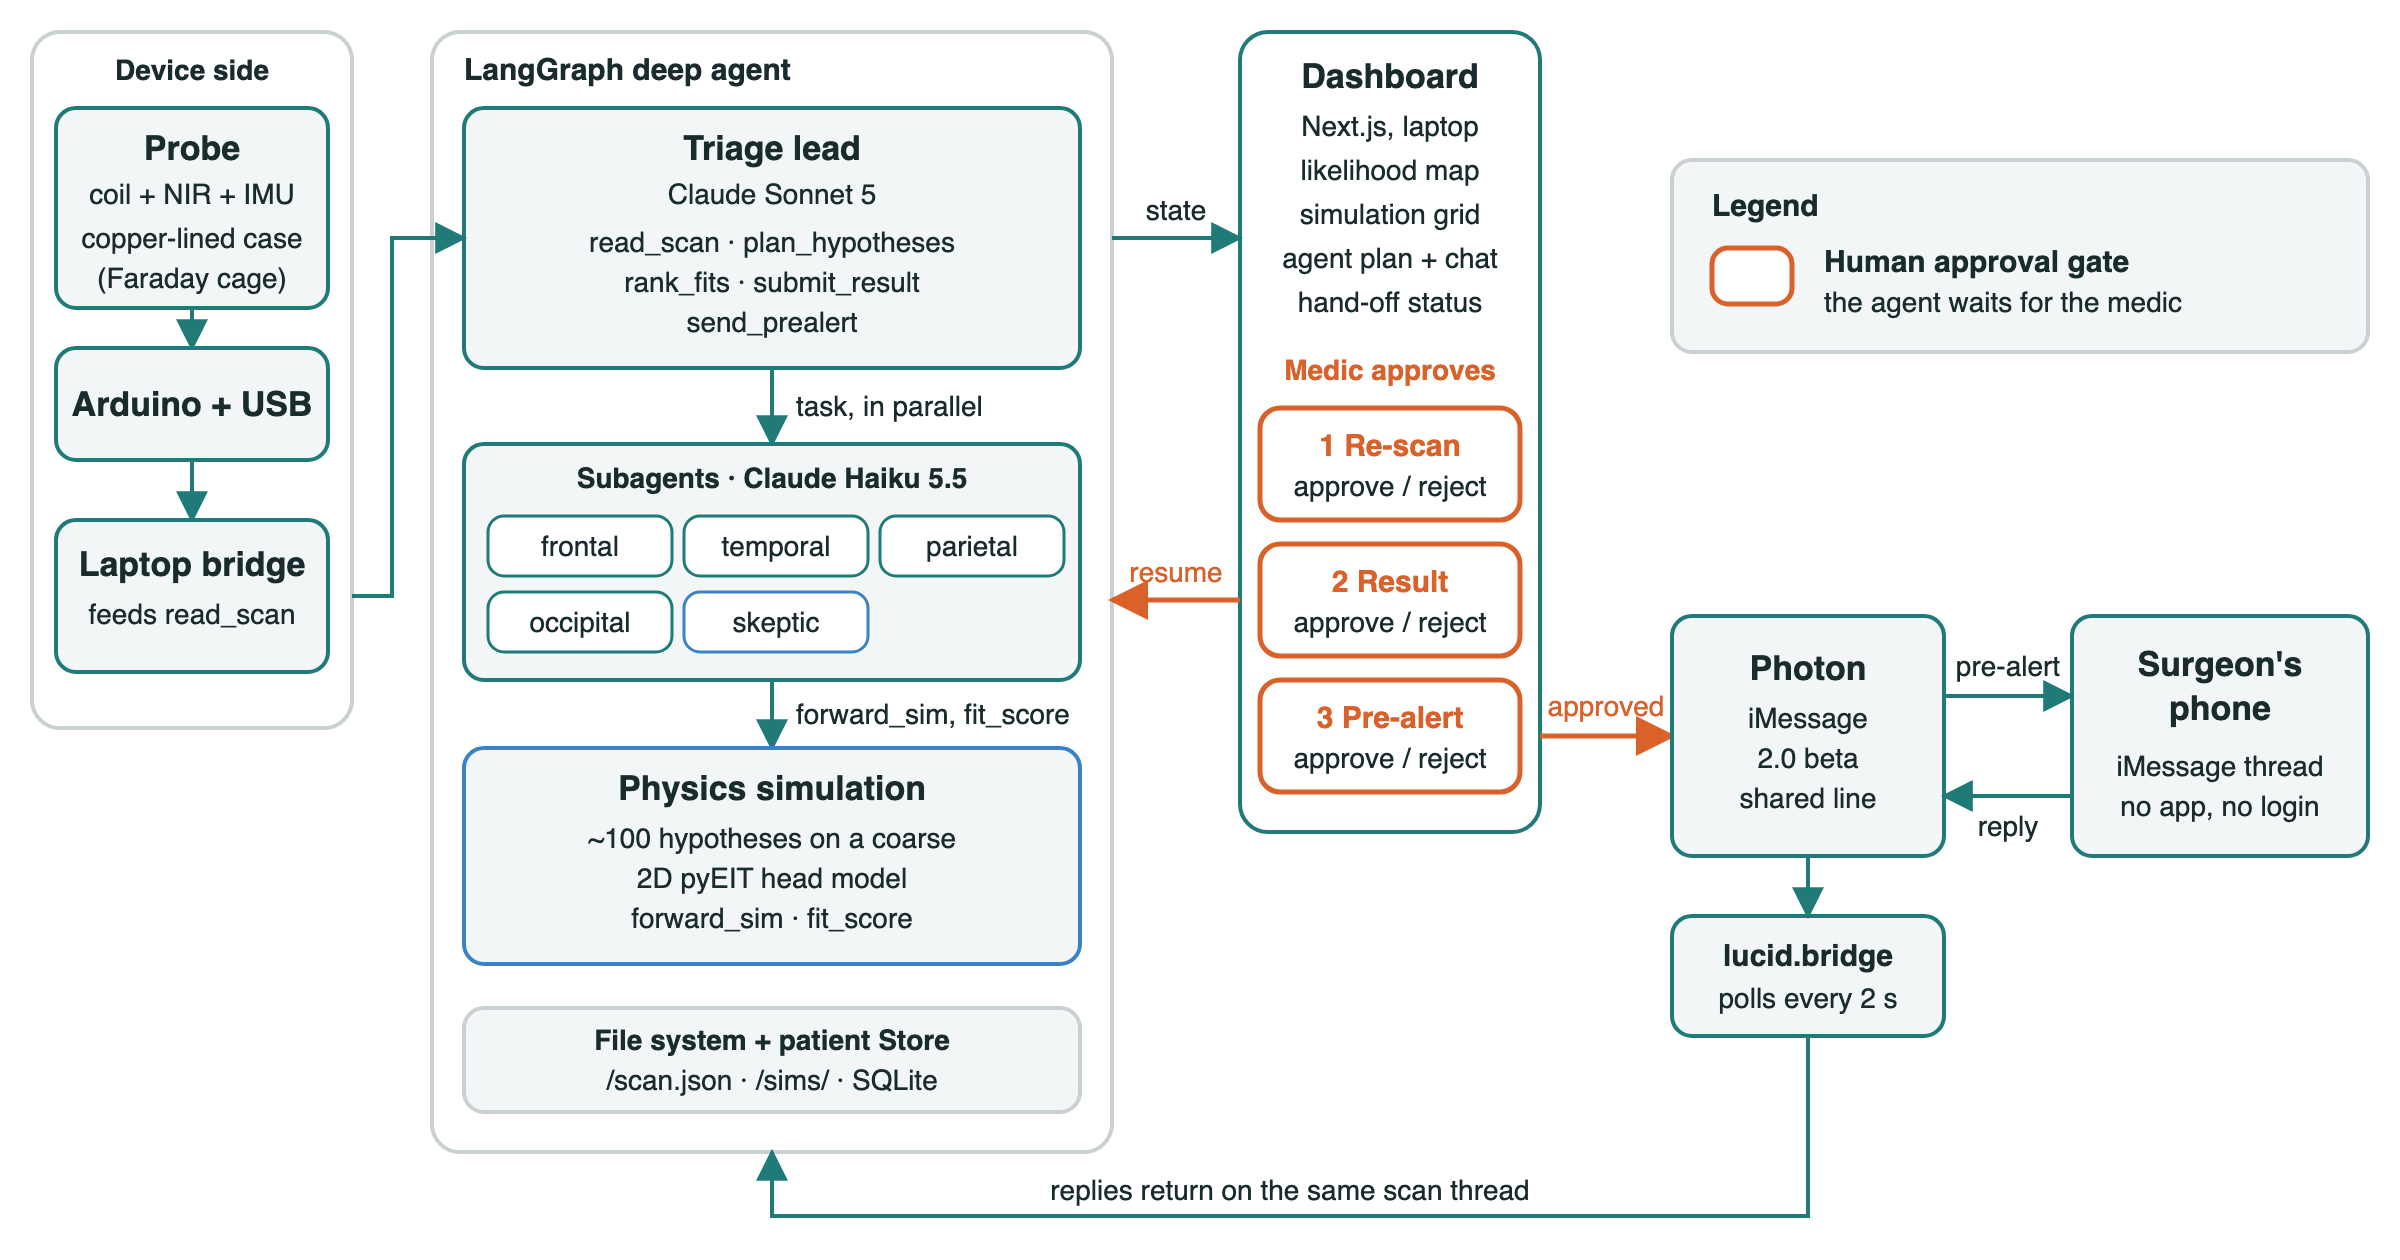 Device side
Probe
coil + NIR + IMU
copper-lined case
(Faraday cage)
Arduino + USB
Laptop bridge
feeds read_scan
LangGraph deep agent
Triage lead
Claude Sonnet 5
read_scan · plan_hypotheses
rank_fits · submit_result
send_prealert
task, in parallel
Subagents · Claude Haiku 5.5
frontal
temporal
parietal
occipital
skeptic
forward_sim, fit_score
Physics simulation
~100 hypotheses on a coarse
2D pyEIT head model
forward_sim · fit_score
File system + patient Store
/scan.json · /sims/ · SQLite
state
resume
Dashboard
Next.js, laptop
likelihood map
simulation grid
agent plan + chat
hand-off status
Medic approves
1 Re-scan
approve / reject
2 Result
approve / reject
3 Pre-alert
approve / reject
approved
Legend
Human approval gate
the agent waits for the medic
Photon
iMessage
2.0 beta
shared line
pre-alert
reply
Surgeon's
phone
iMessage thread
no app, no login
lucid.bridge
polls every 2 s
replies return on the same scan thread